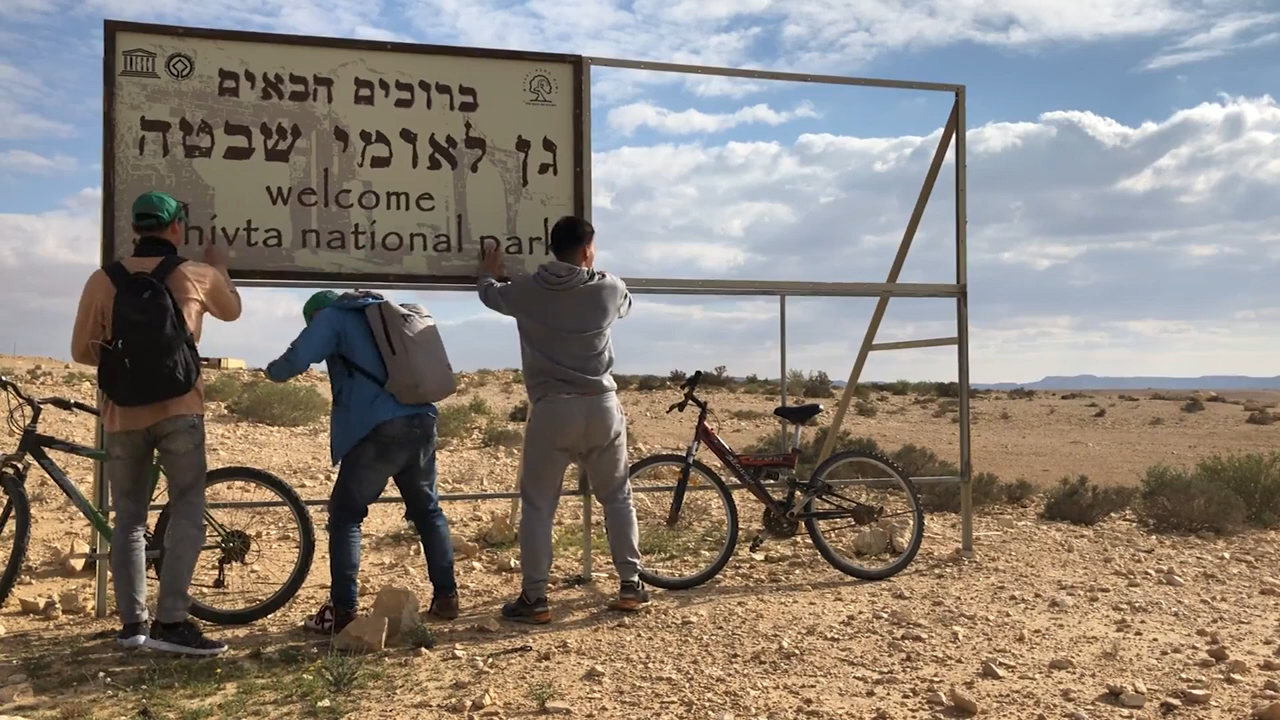 ברוכים הבאים
גן לאומי שבטה
welcome
hivta national park